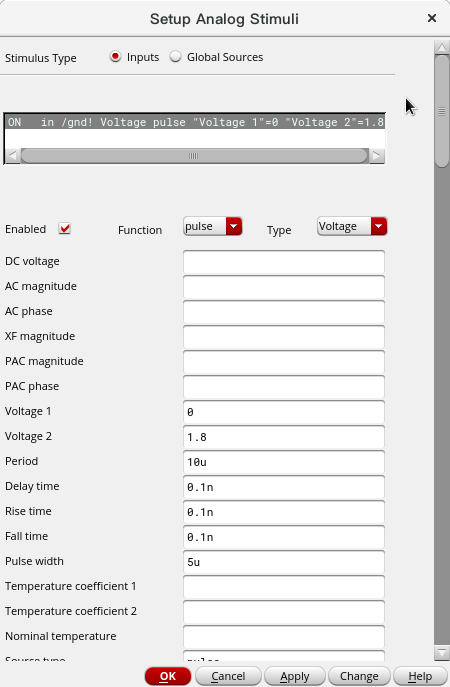 Setup Analog Stimuli
Stimulus Type Inputs Global Sources
ON in /gnd! Voltage pulse "Voltage 1"=0 "Voltage 2"=1.8
Enabled Function pulse Type Voltage
DC voltage
AC magnitude
AC phase
XF magnitude
PAC magnitude
PAC phase
Voltage 1 0
Voltage 2 1.8
Period 10u
Delay time 0.1n
Rise time 0.1n
Fall time 0.1n
Pulse width 5u
Temperature coefficient 1
Temperature coefficient 2
Nominal temperature
Source type pulse
OK Cancel Apply Change Help